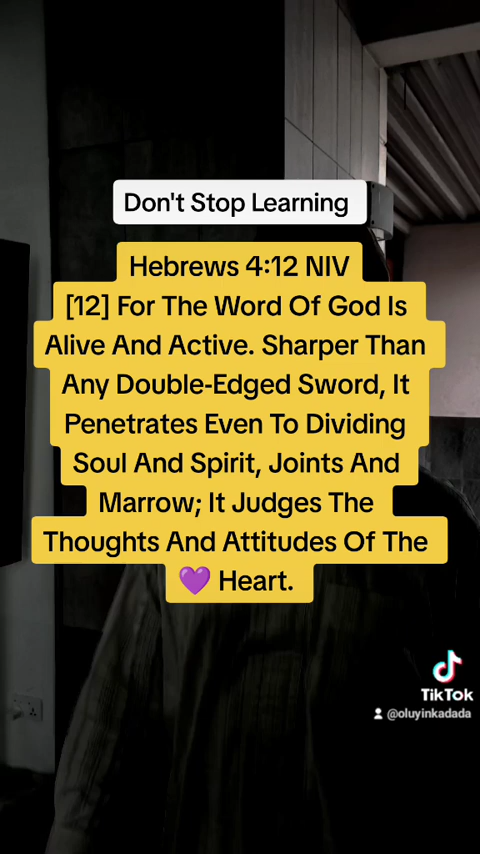 Don't Stop Learning
Hebrews 4:12 NIV
[12] For The Word Of God Is
Alive And Active. Sharper Than
Any Double-Edged Sword, It
Penetrates Even To Dividing
Soul And Spirit, Joints And
Marrow; It Judges The
Thoughts And Attitudes Of The
💜 Heart.
TikTok
@oluyinkadada